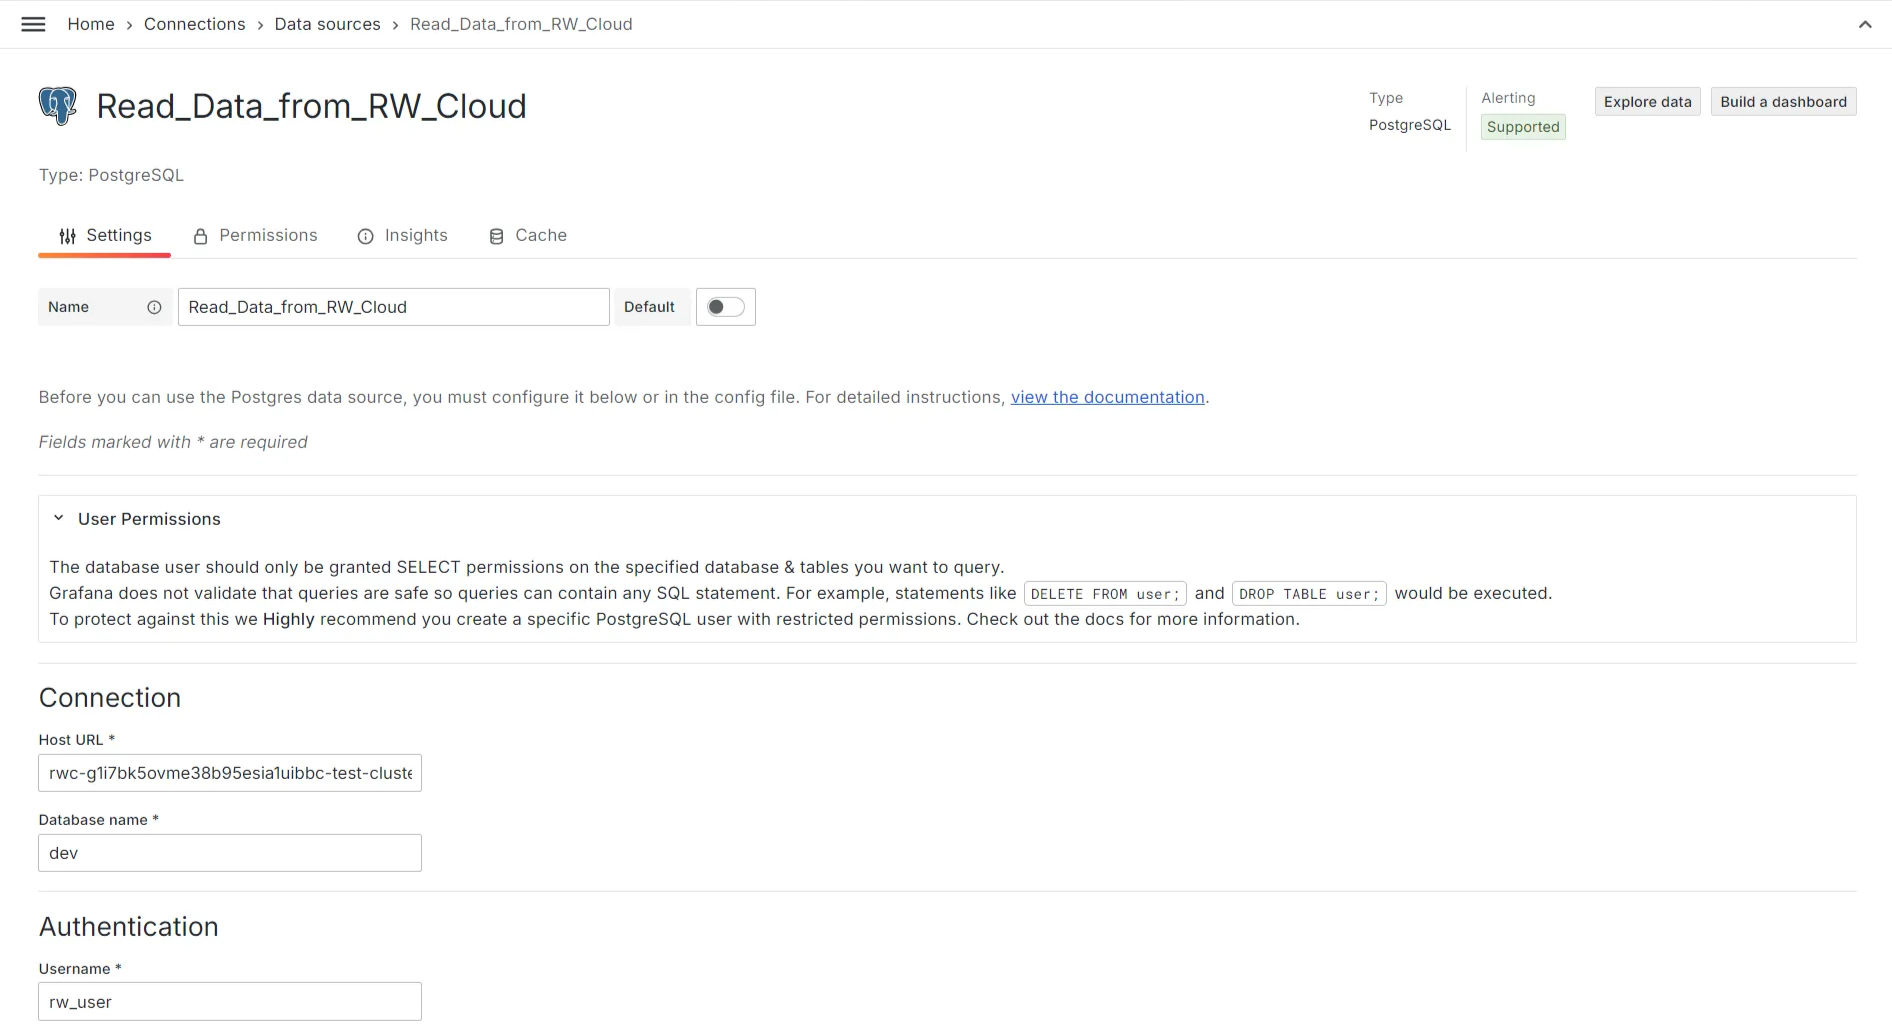 Home › Connections › Data sources › Read_Data_from_RW_Cloud
Read_Data_from_RW_Cloud
Type
PostgreSQL
Alerting
Supported
Explore data
Build a dashboard
Type: PostgreSQL
Settings
Permissions
Insights
Cache
Name
Read_Data_from_RW_Cloud
Default
Before you can use the Postgres data source, you must configure it below or in the config file. For detailed instructions, view the documentation.
Fields marked with * are required
User Permissions
The database user should only be granted SELECT permissions on the specified database & tables you want to query.
Grafana does not validate that queries are safe so queries can contain any SQL statement. For example, statements like DELETE FROM user; and DROP TABLE user; would be executed.
To protect against this we Highly recommend you create a specific PostgreSQL user with restricted permissions. Check out the docs for more information.
Connection
Host URL *
rwc-g1i7bk5ovme38b95esia1uibbc-test-cluste
Database name *
dev
Authentication
Username *
rw_user